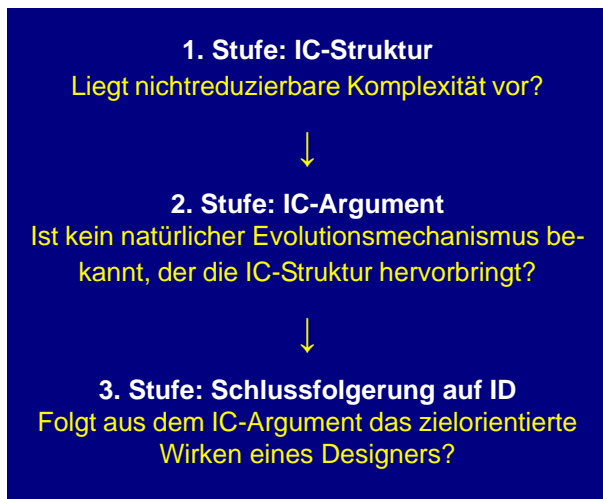 1. Stufe: IC-Struktur
Liegt nichtreduzierbare Komplexität vor?
↓
2. Stufe: IC-Argument
Ist kein natürlicher Evolutionsmechanismus be-
kannt, der die IC-Struktur hervorbringt?
↓
3. Stufe: Schlussfolgerung auf ID
Folgt aus dem IC-Argument das zielorientierte
Wirken eines Designers?